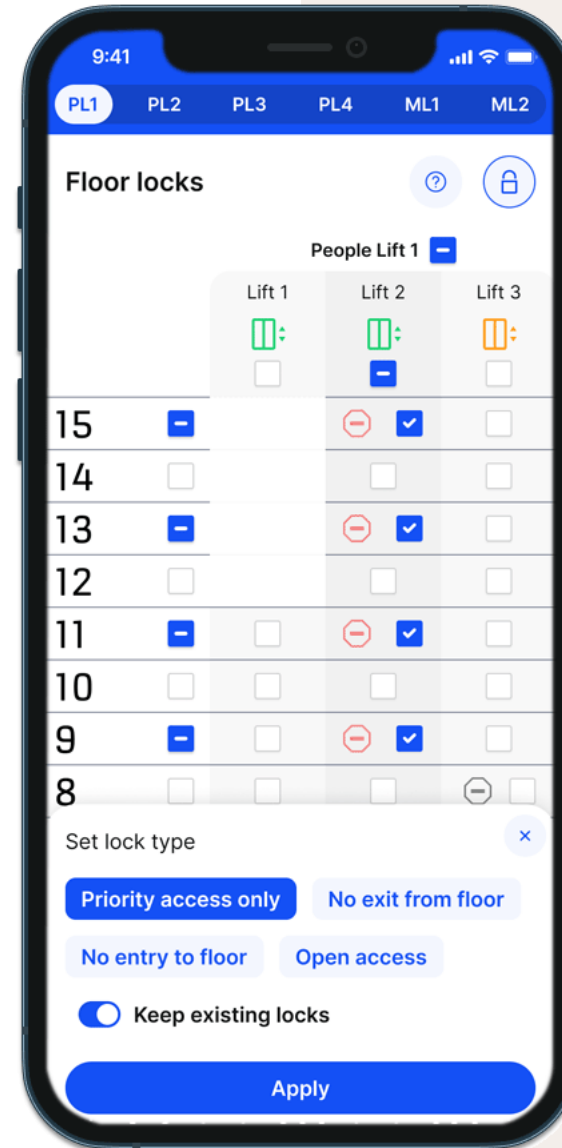 9:41
PL1 PL2 PL3 PL4 ML1 ML2
Floor locks
?
People Lift 1
Lift 1 Lift 2 Lift 3
15
14
13
12
11
10
9
8
Set lock type
Priority access only No exit from floor
No entry to floor Open access
Keep existing locks
Apply